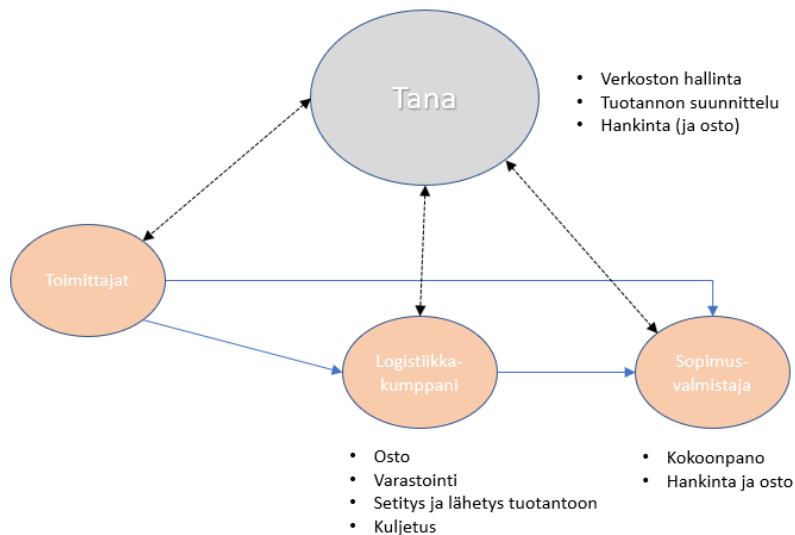 Tana
• Verkoston hallinta
• Tuotannon suunnittelu
• Hankinta (ja osto)
Toimittajat
Logistiikka-
kumppani
Sopimus-
valmistaja
• Osto
• Varastointi
• Setitys ja lähetys tuotantoon
• Kuljetus
• Kokoonpano
• Hankinta ja osto